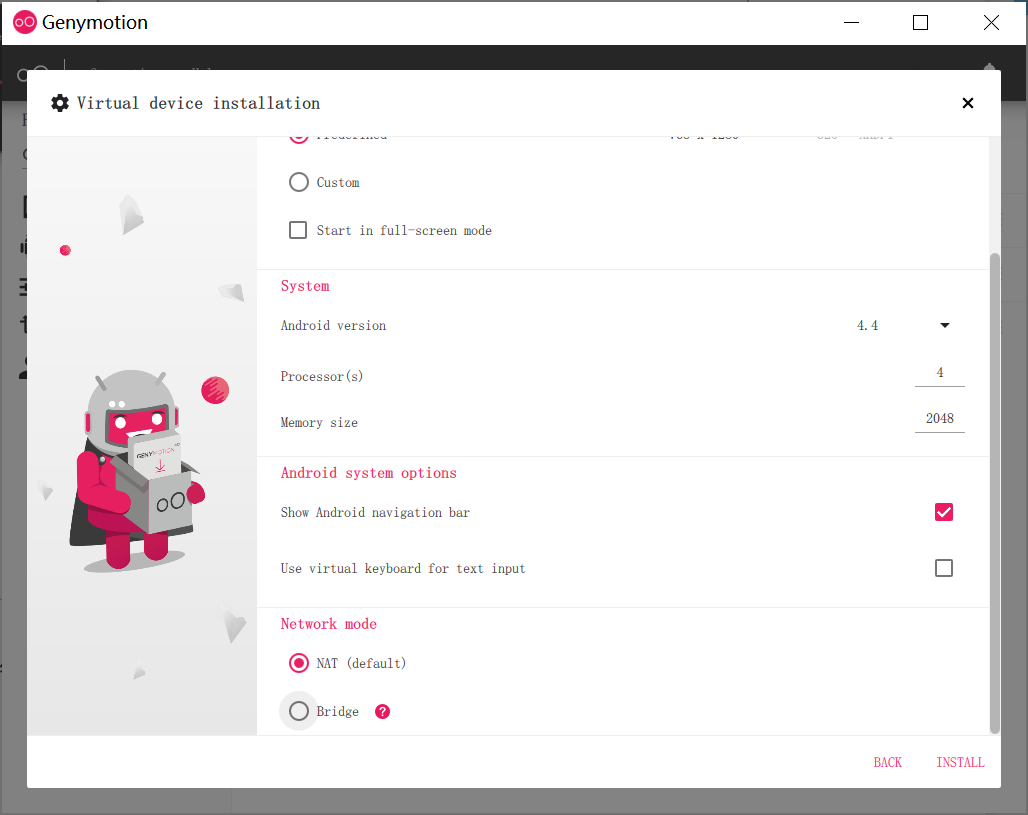 Genymotion
Virtual device installation
Predefined
Custom
Start in full-screen mode
System
Android version 4.4
Processor(s) 4
Memory size 2048
Android system options
Show Android navigation bar
Use virtual keyboard for text input
Network mode
NAT (default)
Bridge ?
GENYMOTION
BACK INSTALL